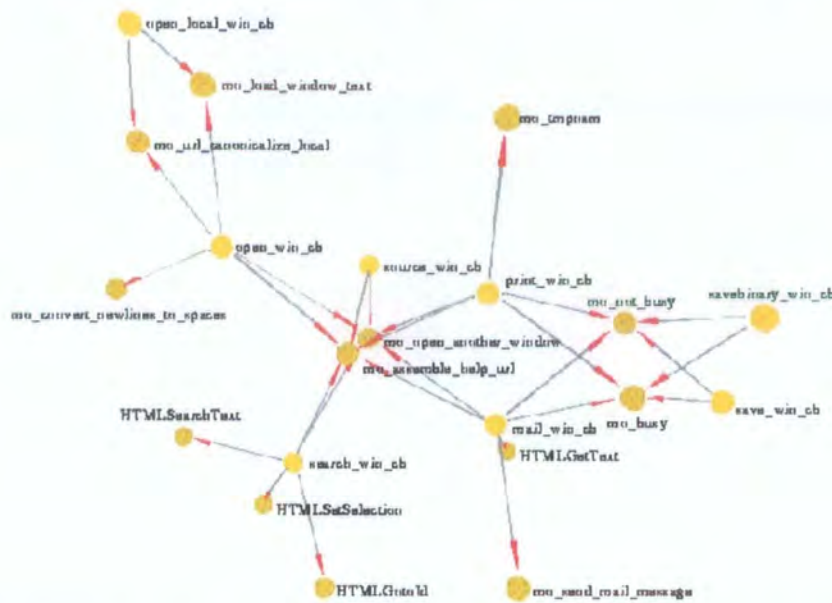 open_local_win_cb
mo_load_window_text
mo_tmpnam
mo_url_canonicalize_local
open_win_cb
source_win_cb
print_win_cb
mo_not_busy
savebinary_win_cb
mo_convert_newlines_to_spaces
mo_open_another_window
mo_assemble_help_url
HTMLSearchText
mail_win_cb
save_win_cb
mo_busy
search_win_cb
HTMLGetText
HTMLSetSelection
HTMLGotoId
mo_send_mail_message